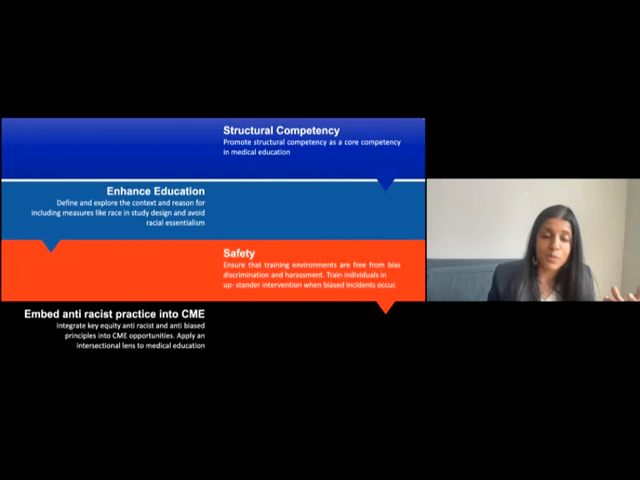 Structural Competency
Promote structural competency as a core competency
in medical education
Enhance Education
Define and explore the context and reason for
including measures like race in study design and avoid
racial essentialism
Safety
Ensure that training environments are free from bias
discrimination and harassment. Train individuals in
up- stander intervention when biased incidents occur.
Embed anti racist practice into CME
Integrate key equity anti racist and anti biased
principles into CME opportunities. Apply an
intersectional lens to medical education